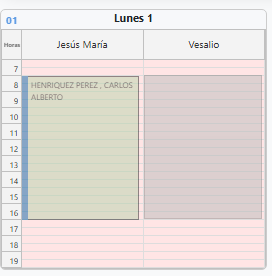 01 Lunes 1
Horas Jesús María Vesalio
7
8 HENRIQUEZ PEREZ , CARLOS
9 ALBERTO
10
11
12
13
14
15
16
17
18
19